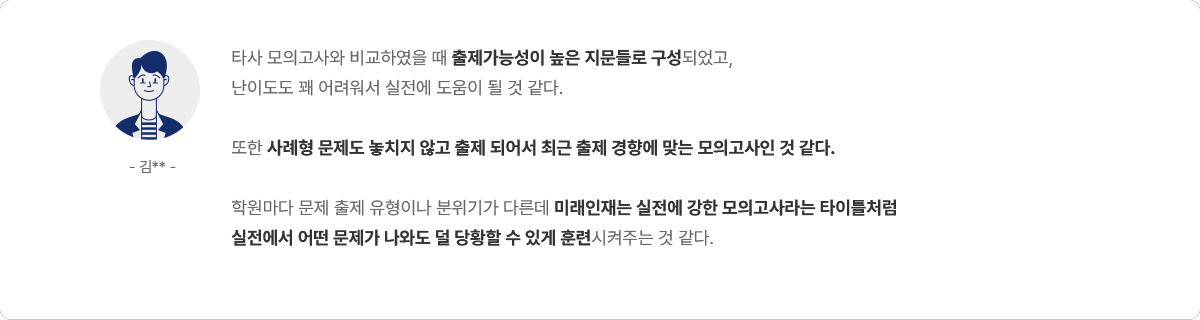 타사 모의고사와 비교하였을 때 출제가능성이 높은 지문들로 구성되었고,
난이도도 꽤 어려워서 실전에 도움이 될 것 같다.
또한 사례형 문제도 놓치지 않고 출제 되어서 최근 출제 경향에 맞는 모의고사인 것 같다.
- 김** -
학원마다 문제 출제 유형이나 분위기가 다른데 미래인재는 실전에 강한 모의고사라는 타이틀처럼
실전에서 어떤 문제가 나와도 덜 당황할 수 있게 훈련시켜주는 것 같다.